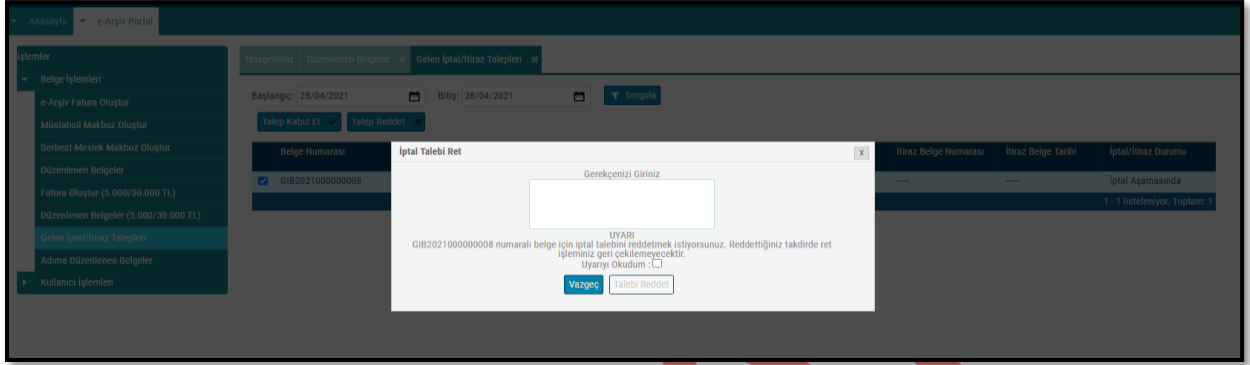 Anasayfa
e-Arşiv Portal
İşlemler
Belge İşlemleri
e-Arşiv Fatura Oluştur
Müstahsil Makbuz Oluştur
Serbest Meslek Makbuz Oluştur
Düzenlenen Belgeler
Fatura Oluştur (5.000/30.000 TL)
Düzenlenen Belgeler (5.000/30.000 TL)
Gelen İptal/İtiraz Talepleri
Adıma Düzenlenen Belgeler
Kullanıcı İşlemleri
Hoşgeldiniz
Düzenlenen Belgeler
Gelen İptal/İtiraz Talepleri
Başlangıç: 28/04/2021
Bitiş: 28/04/2021
Sorgula
Talep Kabul Et
Talep Reddet
Belge Numarası
İtiraz Belge Numarası
İtiraz Belge Tarihi
İptal/İtiraz Durumu
GIB2021000000008
-----
-----
İptal Aşamasında
1 - 1 listeleniyor. Toplam: 1
İptal Talebi Ret
x
Gerekçenizi Giriniz
UYARI
GIB2021000000008 numaralı belge için iptal talebini reddetmek istiyorsunuz. Reddettiğiniz takdirde ret
işleminiz geri çekilemeyecektir.
Uyarıyı Okudum :
Vazgeç
Talebi Reddet